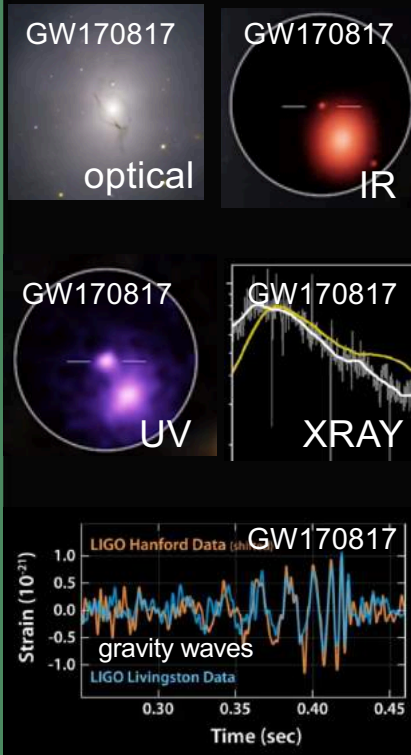 GW170817
optical
GW170817
IR
GW170817
UV
GW170817
XRAY
GW170817
LIGO Hanford Data
1.0
0.5
0.0
-0.5
-1.0
Strain (10⁻²¹)
gravity waves
LIGO Livingston Data
0.30 0.35 0.40 0.45
Time (sec)